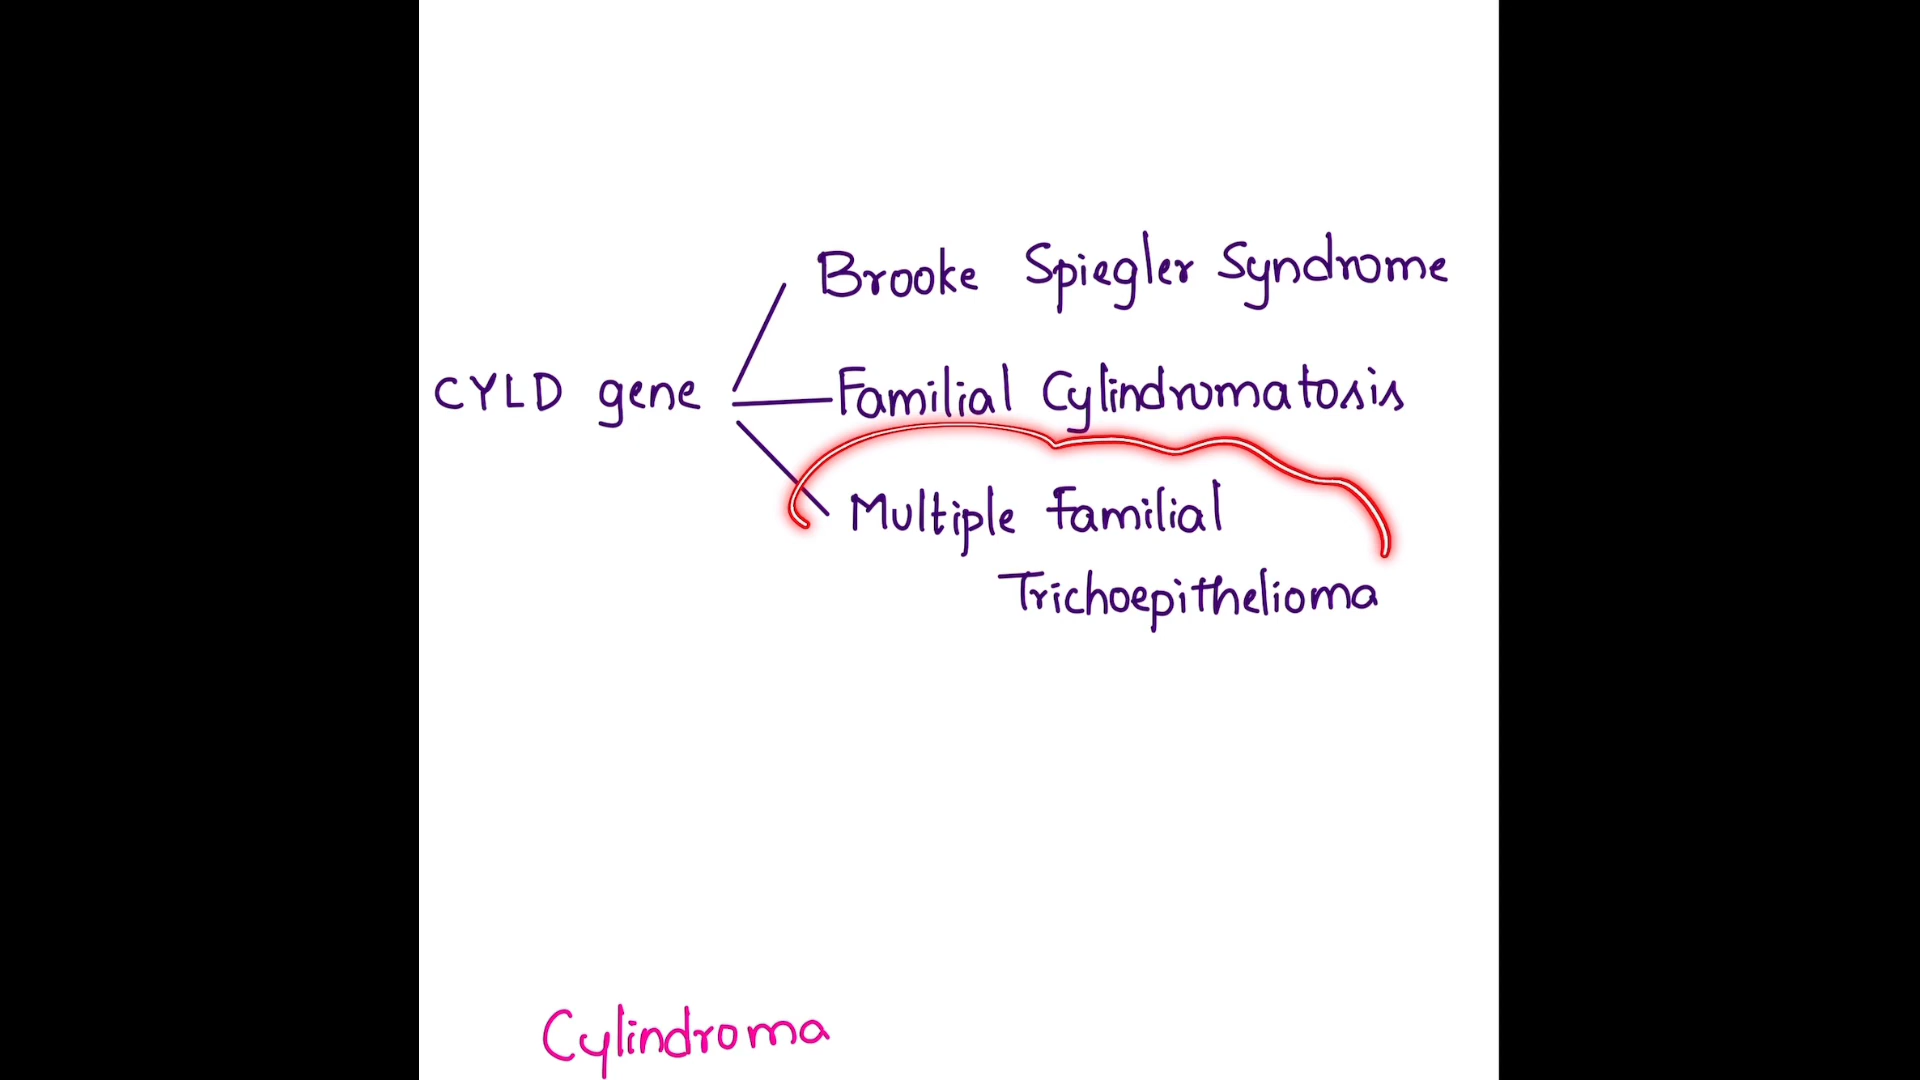 Brooke Spiegler Syndrome
CYLD gene
Familial Cylindromatosis
Multiple Familial
Trichoepithelioma
Cylindroma